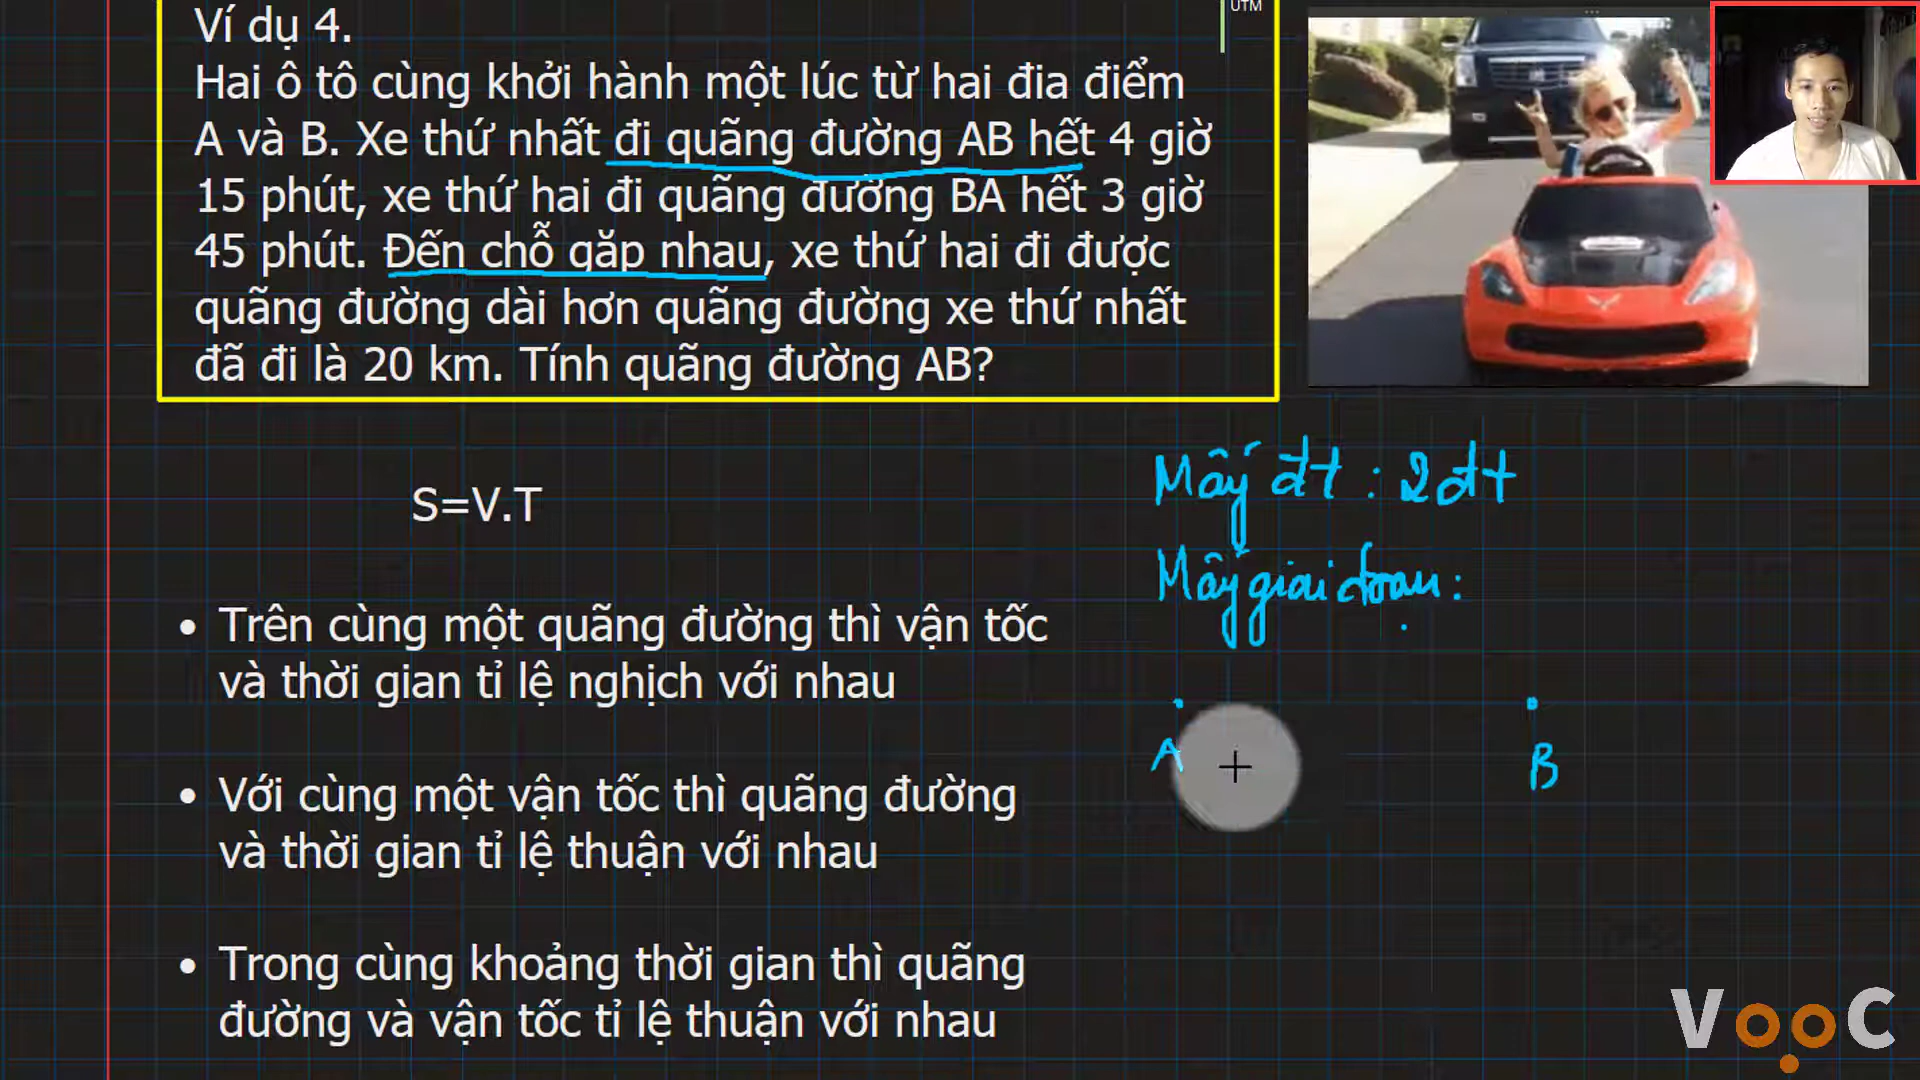 UTM
Ví dụ 4.
Hai ô tô cùng khởi hành một lúc từ hai đia điểm
A và B. Xe thứ nhất đi quãng đường AB hết 4 giờ
15 phút, xe thứ hai đi quãng đường BA hết 3 giờ
45 phút. Đến chỗ gặp nhau, xe thứ hai đi được
quãng đường dài hơn quãng đường xe thứ nhất
đã đi là 20 km. Tính quãng đường AB?
S=V.T
Mấy đt : 2đt
Mấy giai đoạn :
• Trên cùng một quãng đường thì vận tốc
và thời gian tỉ lệ nghịch với nhau
A
B
• Với cùng một vận tốc thì quãng đường
và thời gian tỉ lệ thuận với nhau
• Trong cùng khoảng thời gian thì quãng
đường và vận tốc tỉ lệ thuận với nhau
VooC